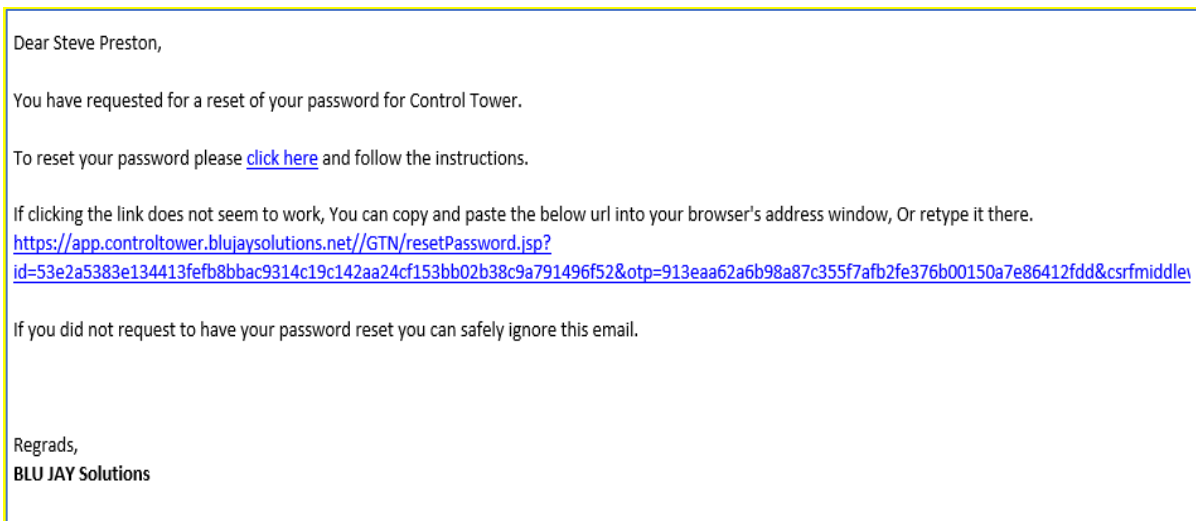 Dear Steve Preston,
You have requested for a reset of your password for Control Tower.
To reset your password please click here and follow the instructions.
If clicking the link does not seem to work, You can copy and paste the below url into your browser's address window, Or retype it there.
https://app.controltower.blujaysolutions.net//GTN/resetPassword.jsp?
id=53e2a5383e134413fefb8bbac9314c19c142aa24cf153bb02b38c9a791496f52&otp=913eaa62a6b98a87c355f7afb2fe376b00150a7e86412fdd&csrfmiddle
If you did not request to have your password reset you can safely ignore this email.
Regrads,
BLU JAY Solutions